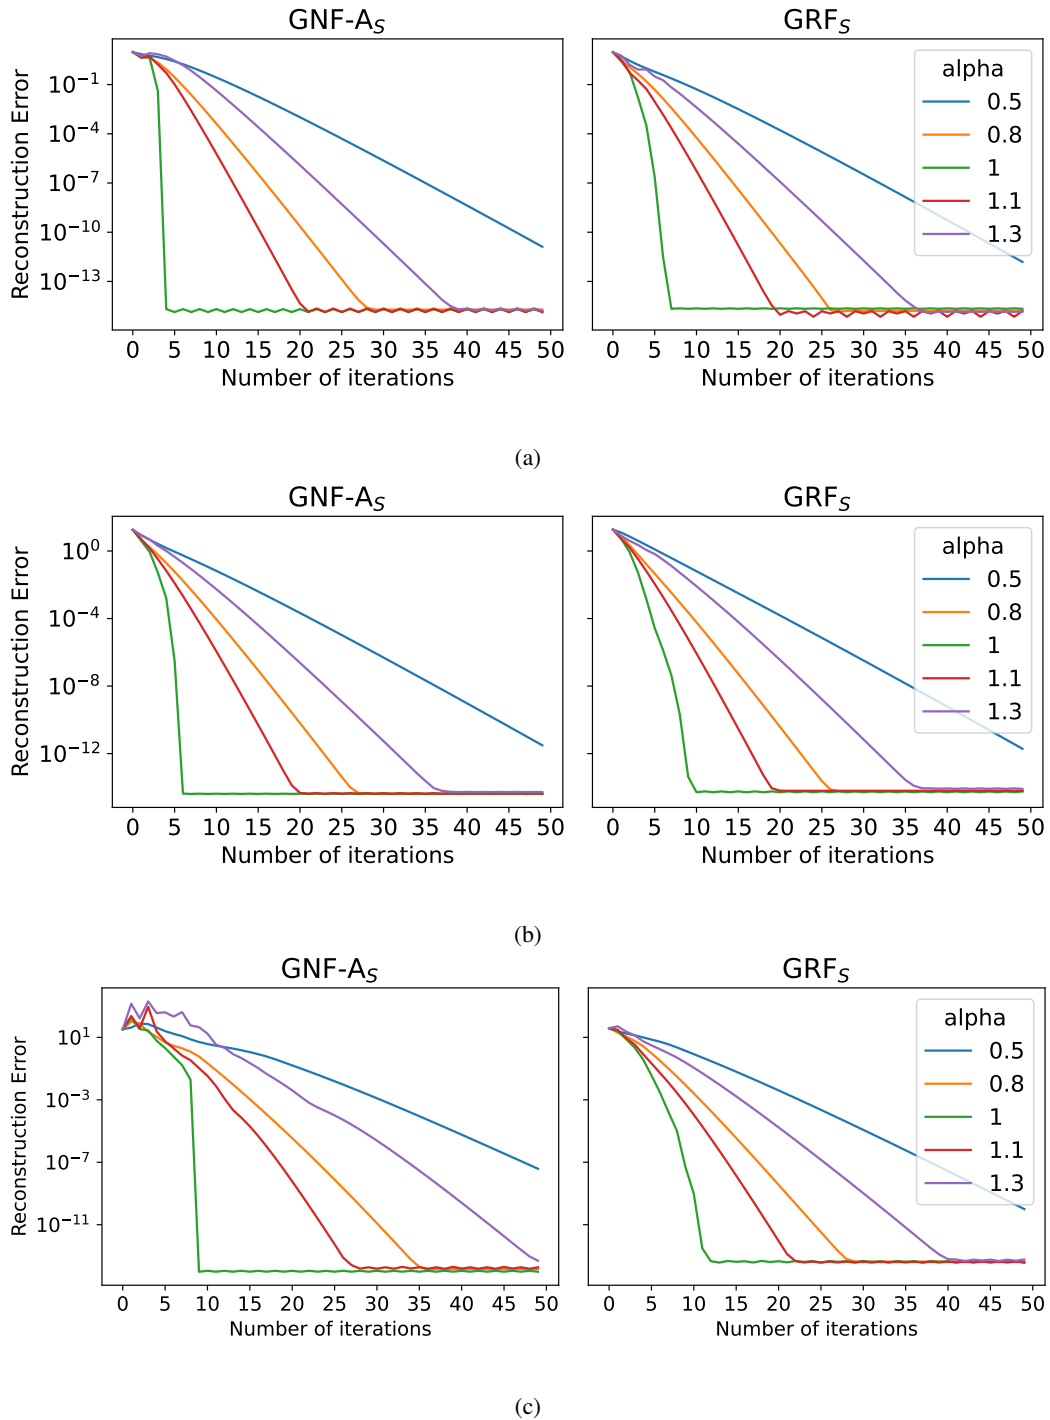 GNF-A_S GRF_S
Reconstruction Error
10^−1
10^−4
10^−7
10^−10
10^−13
0 5 10 15 20 25 30 35 40 45 50
Number of iterations
alpha
0.5
0.8
1
1.1
1.3
0 5 10 15 20 25 30 35 40 45 50
Number of iterations
(a)
GNF-A_S GRF_S
Reconstruction Error
10^0
10^−4
10^−8
10^−12
0 5 10 15 20 25 30 35 40 45 50
Number of iterations
alpha
0.5
0.8
1
1.1
1.3
0 5 10 15 20 25 30 35 40 45 50
Number of iterations
(b)
GNF-A_S GRF_S
Reconstruction Error
10^1
10^−3
10^−7
10^−11
0 5 10 15 20 25 30 35 40 45 50
Number of iterations
alpha
0.5
0.8
1
1.1
1.3
0 5 10 15 20 25 30 35 40 45 50
Number of iterations
(c)